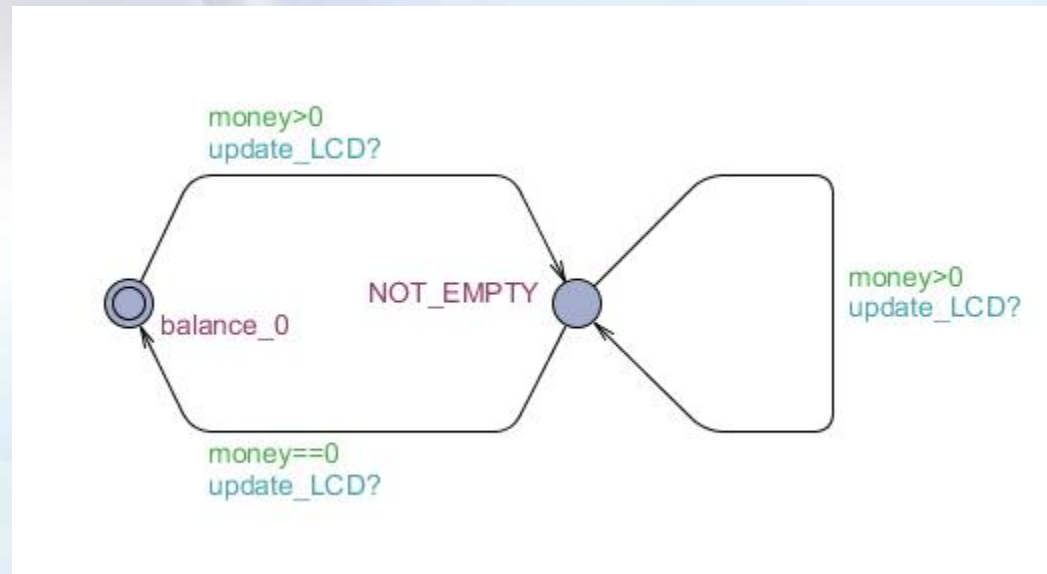 money>0
update_LCD?
NOT_EMPTY
balance_0
money>0
update_LCD?
money==0
update_LCD?